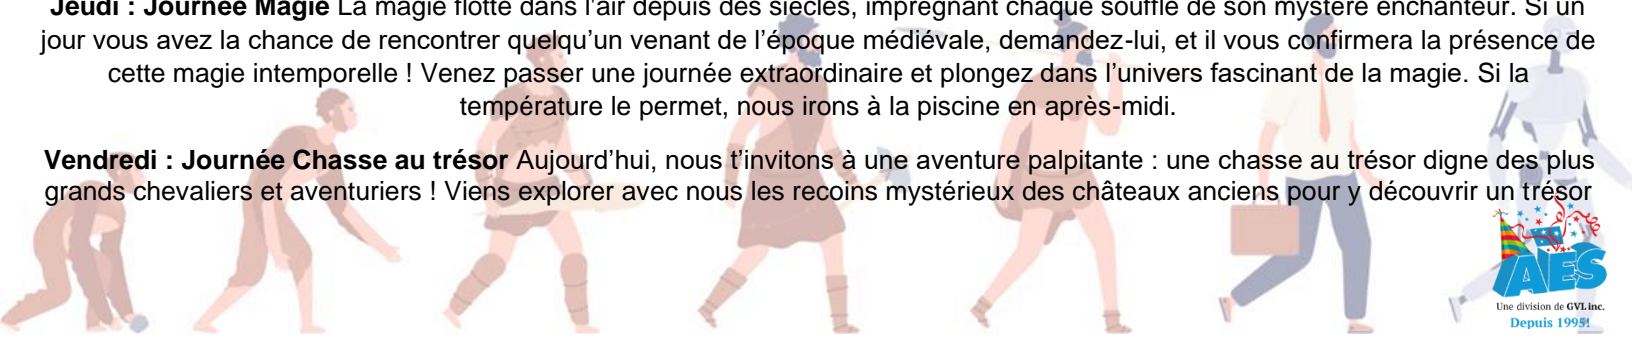 Jeudi : Journée Magie La magie flotte dans l'air depuis des siècles, imprégnant chaque souffle de son mystère enchanteur. Si un
jour vous avez la chance de rencontrer quelqu'un venant de l'époque médiévale, demandez-lui, et il vous confirmera la présence de
cette magie intemporelle ! Venez passer une journée extraordinaire et plongez dans l'univers fascinant de la magie. Si la
température le permet, nous irons à la piscine en après-midi.
Vendredi : Journée Chasse au trésor Aujourd'hui, nous t'invitons à une aventure palpitante : une chasse au trésor digne des plus
grands chevaliers et aventuriers ! Viens explorer avec nous les recoins mystérieux des châteaux anciens pour y découvrir un trésor
AES
Une division de GVL inc.
Depuis 1995!